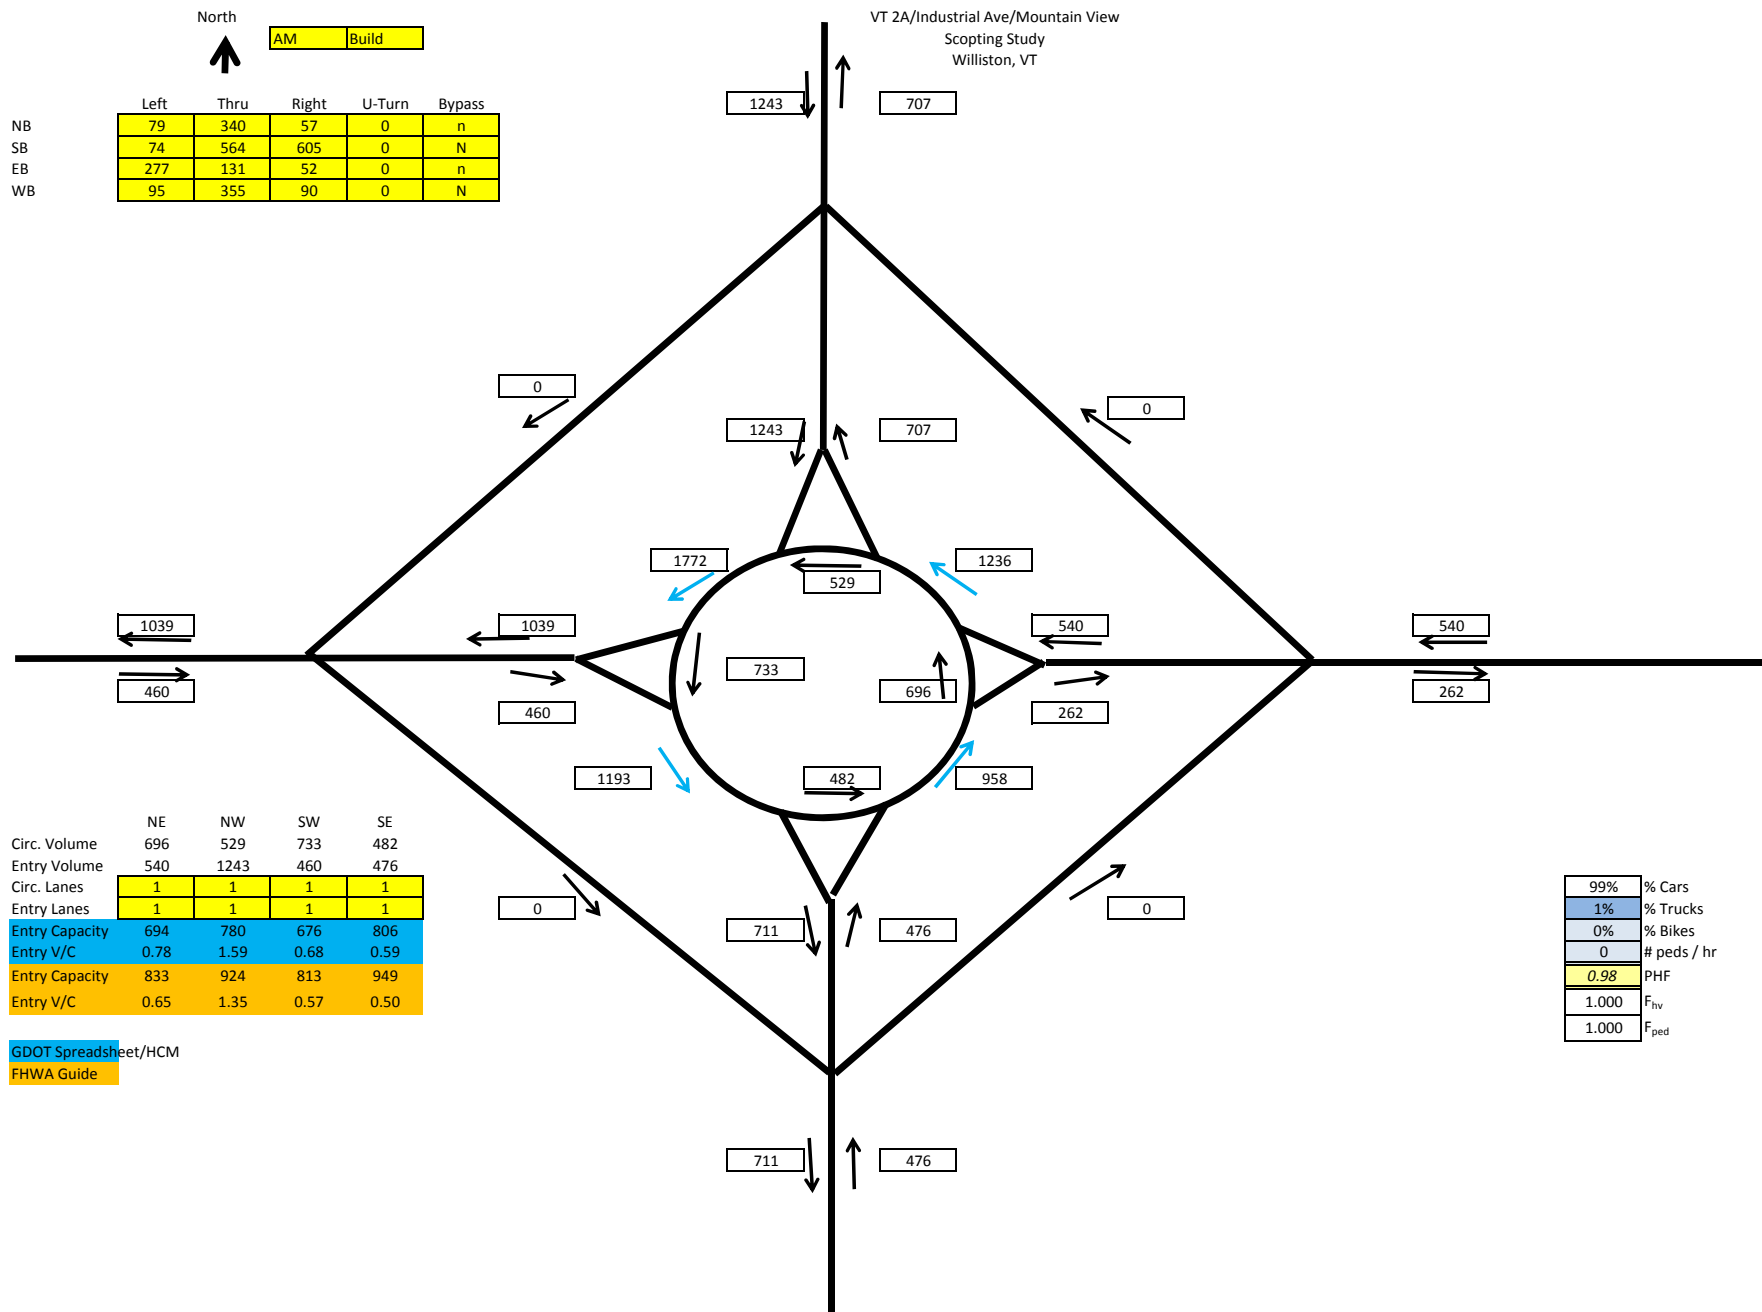 North
AM Build
VT 2A/Industrial Ave/Mountain View
Scopting Study
Williston, VT
Left Thru Right U-Turn Bypass
NB 79 340 57 0 n
SB 74 564 605 0 N
EB 277 131 52 0 n
WB 95 355 90 0 N
1243 707
0
0
1243 707
1772 1236
529
1039 1039 540 540
733 696
460 460 262 262
1193 482 958
NE NW SW SE
Circ. Volume 696 529 733 482
Entry Volume 540 1243 460 476
Circ. Lanes 1 1 1 1
Entry Lanes 1 1 1 1
Entry Capacity 694 780 676 806
Entry V/C 0.78 1.59 0.68 0.59
Entry Capacity 833 924 813 949
Entry V/C 0.65 1.35 0.57 0.50
GDOT Spreadsheet/HCM
FHWA Guide
0 0
711 476
99% % Cars
1% % Trucks
0% % Bikes
0 # peds / hr
0.98 PHF
1.000 Fhv
1.000 Fped
711 476